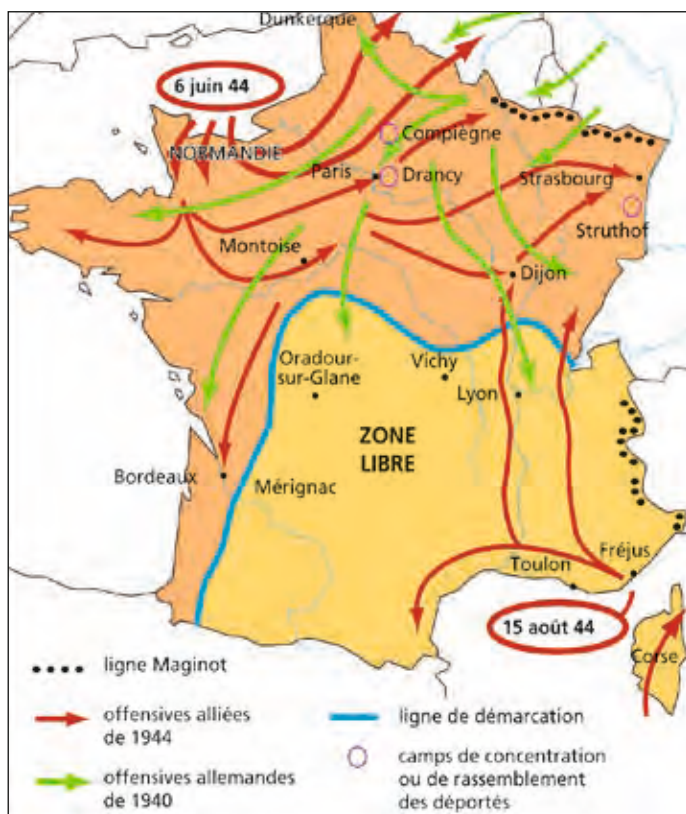 Dunkerque
6 juin 44
NORMANDIE
Compiègne
Paris
Drancy
Strasbourg
Struthof
Montoise
Dijon
Oradour-
sur-Glane
Vichy
Lyon
ZONE
LIBRE
Bordeaux
Mérignac
Toulon
Fréjus
15 août 44
Corse
ligne Maginot
offensives alliées
de 1944
offensives allemandes
de 1940
ligne de démarcation
camps de concentration
ou de rassemblement
des déportés